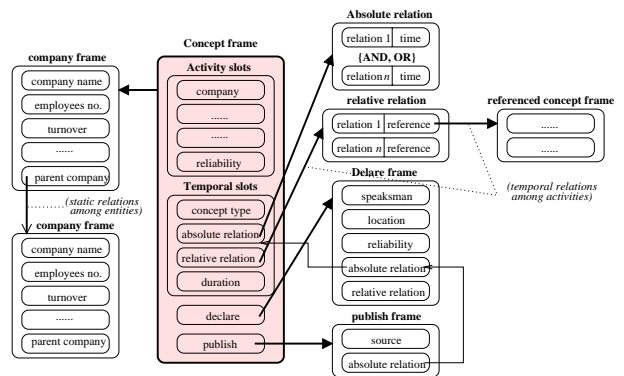 company frame
company name
employees no.
turnover
......
parent company
(static relations
among entities)
company frame
company name
employees no.
turnover
......
parent company
Concept frame
Activity slots
company
......
......
reliability
Temporal slots
concept type
absolute relation
relative relation
duration
declare
publish
Absolute relation
relation 1 time
{AND, OR}
relation n time
relative relation
relation 1 reference
relation n reference
referenced concept frame
......
......
(temporal relations
among activities)
Delare frame
speaksman
location
reliability
absolute relation
relative relation
publish frame
source
absolute relation